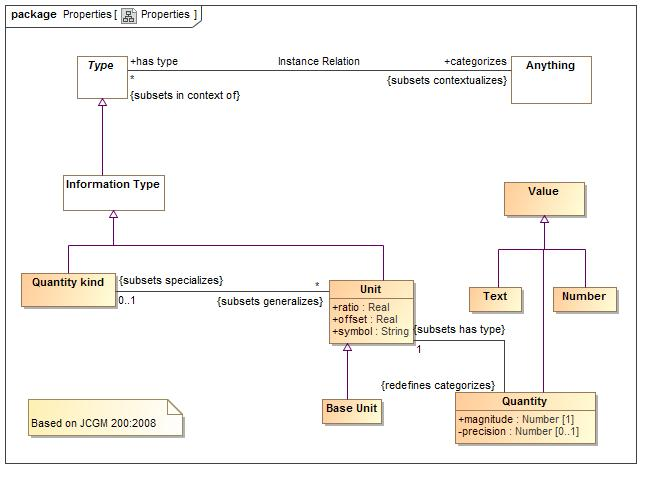 package Properties [ Properties ]
+has type Instance Relation +categorizes
Type
Anything
*
{subsets contextualizes}
{subsets in context of}
Information Type
Value
Quantity kind
{subsets specializes}
*
0..1
{subsets generalizes}
Unit
+ratio : Real
+offset : Real
+symbol : String
Text
Number
{subsets has type}
1
{redefines categorizes}
Base Unit
Quantity
+magnitude : Number [1]
-precision : Number [0..1]
Based on JCGM 200:2008